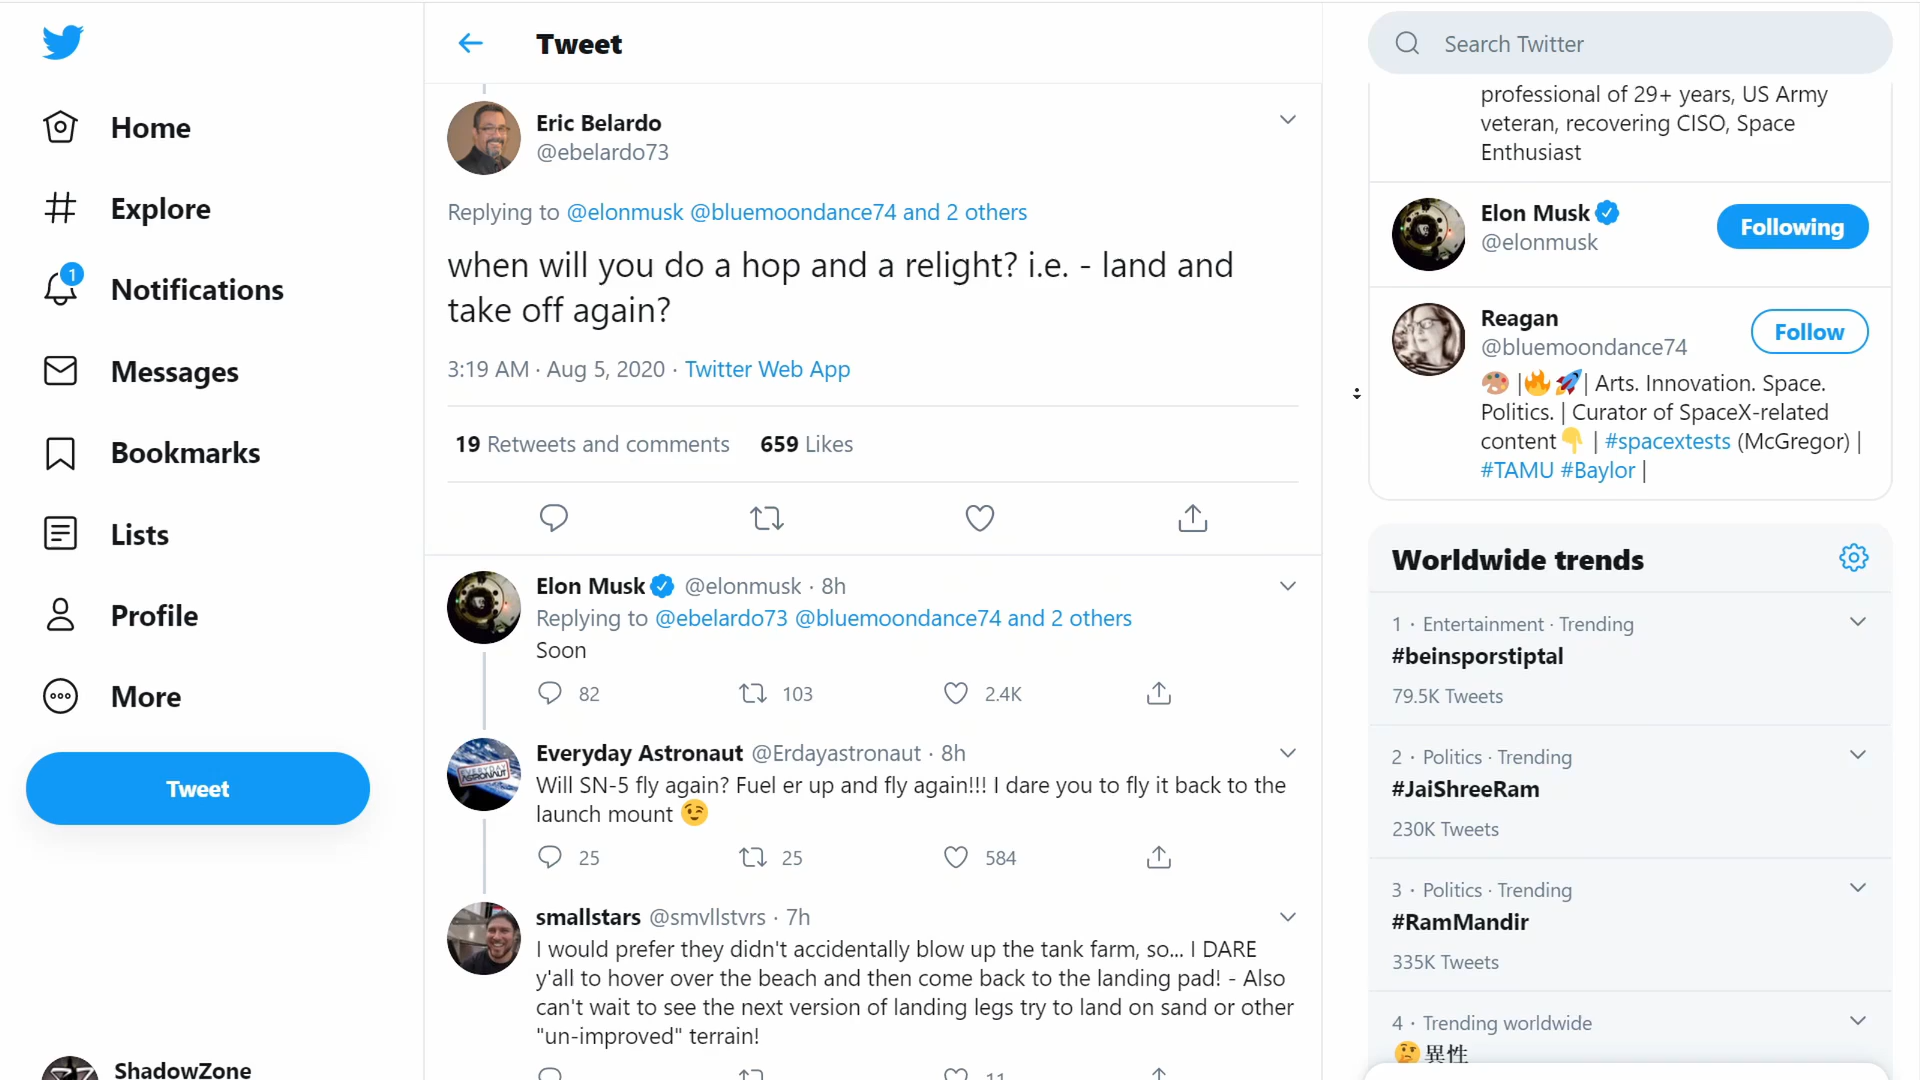 Home
Explore
1
Notifications
Messages
Bookmarks
Lists
Profile
More
Tweet
ShadowZone
Tweet
Eric Belardo
@ebelardo73
Replying to @elonmusk @bluemoondance74 and 2 others
when will you do a hop and a relight? i.e. - land and
take off again?
3:19 AM · Aug 5, 2020 · Twitter Web App
19 Retweets and comments 659 Likes
Elon Musk @elonmusk · 8h
Replying to @ebelardo73 @bluemoondance74 and 2 others
Soon
82 103 2.4K
EVERYDAY
ASTRONAUT
Everyday Astronaut @Erdayastronaut · 8h
Will SN-5 fly again? Fuel er up and fly again!!! I dare you to fly it back to the
launch mount 😉
25 25 584
smallstars @smvllstvrs · 7h
I would prefer they didn't accidentally blow up the tank farm, so... I DARE
y'all to hover over the beach and then come back to the landing pad! - Also
can't wait to see the next version of landing legs try to land on sand or other
"un-improved" terrain!
11
Search Twitter
professional of 29+ years, US Army
veteran, recovering CISO, Space
Enthusiast
Elon Musk
@elonmusk
Following
Reagan
@bluemoondance74
Follow
🎨 |🔥🚀| Arts. Innovation. Space.
Politics. | Curator of SpaceX-related
content👇 | #spacextests (McGregor) |
#TAMU #Baylor |
Worldwide trends
1 · Entertainment · Trending
#beinsporstiptal
79.5K Tweets
2 · Politics · Trending
#JaiShreeRam
230K Tweets
3 · Politics · Trending
#RamMandir
335K Tweets
4 · Trending worldwide
🤔異性